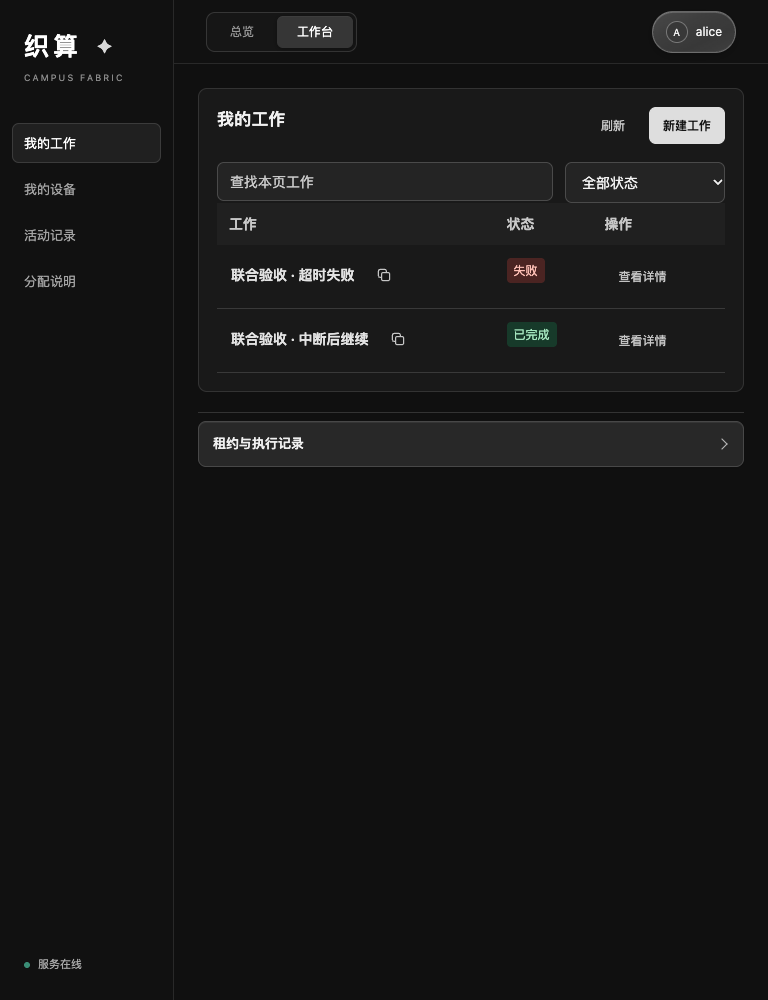 织算
CAMPUS FABRIC
我的工作
我的设备
活动记录
分配说明
服务在线
总览
工作台
A
alice
我的工作
刷新
新建工作
查找本页工作
全部状态
工作
状态
操作
联合验收 · 超时失败
失败
查看详情
联合验收 · 中断后继续
已完成
查看详情
租约与执行记录